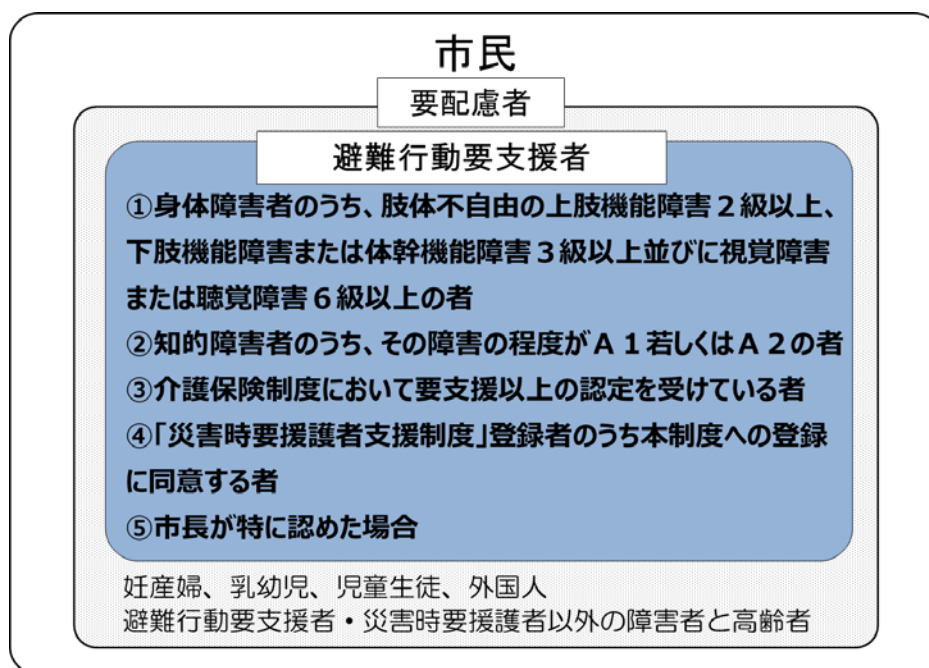 市民
要配慮者
避難行動要支援者
①身体障害者のうち、肢体不自由の上肢機能障害２級以上、
下肢機能障害または体幹機能障害３級以上並びに視覚障害
または聴覚障害６級以上の者
②知的障害者のうち、その障害の程度がＡ１若しくはＡ２の者
③介護保険制度において要支援以上の認定を受けている者
④「災害時要援護者支援制度」登録者のうち本制度への登録
に同意する者
⑤市長が特に認めた場合
妊産婦、乳幼児、児童生徒、外国人
避難行動要支援者・災害時要援護者以外の障害者と高齢者